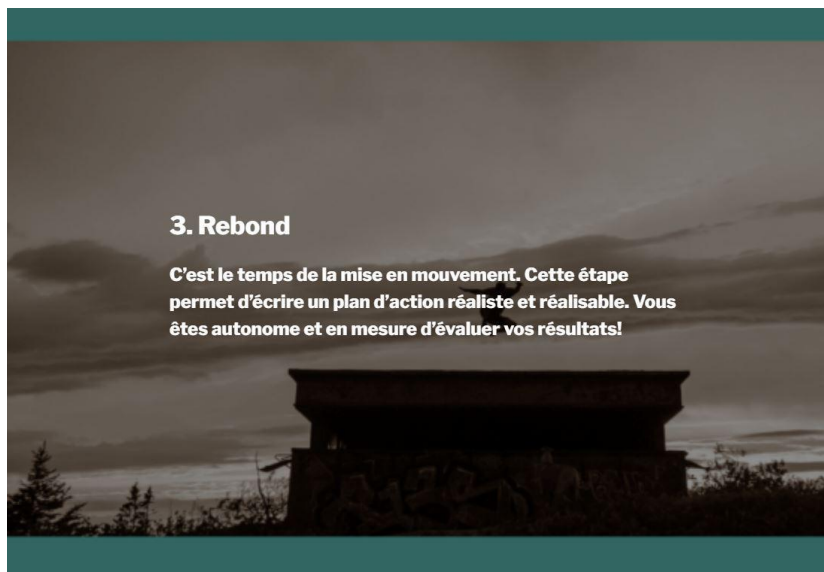 3. Rebond
C’est le temps de la mise en mouvement. Cette étape
permet d’écrire un plan d’action réaliste et réalisable. Vous
êtes autonome et en mesure d’évaluer vos résultats!